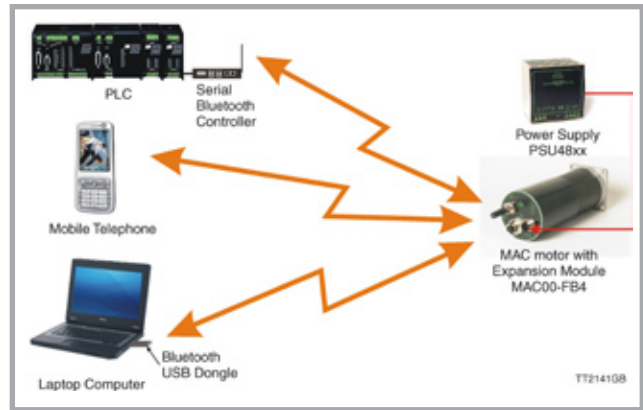 PLC
Serial
Bluetooth
Controller
Power Supply
PSU48xx
Mobile Telephone
MAC motor with
Expansion Module
MAC00-FB4
Bluetooth
USB Dongle
Laptop Computer
TT2141GB